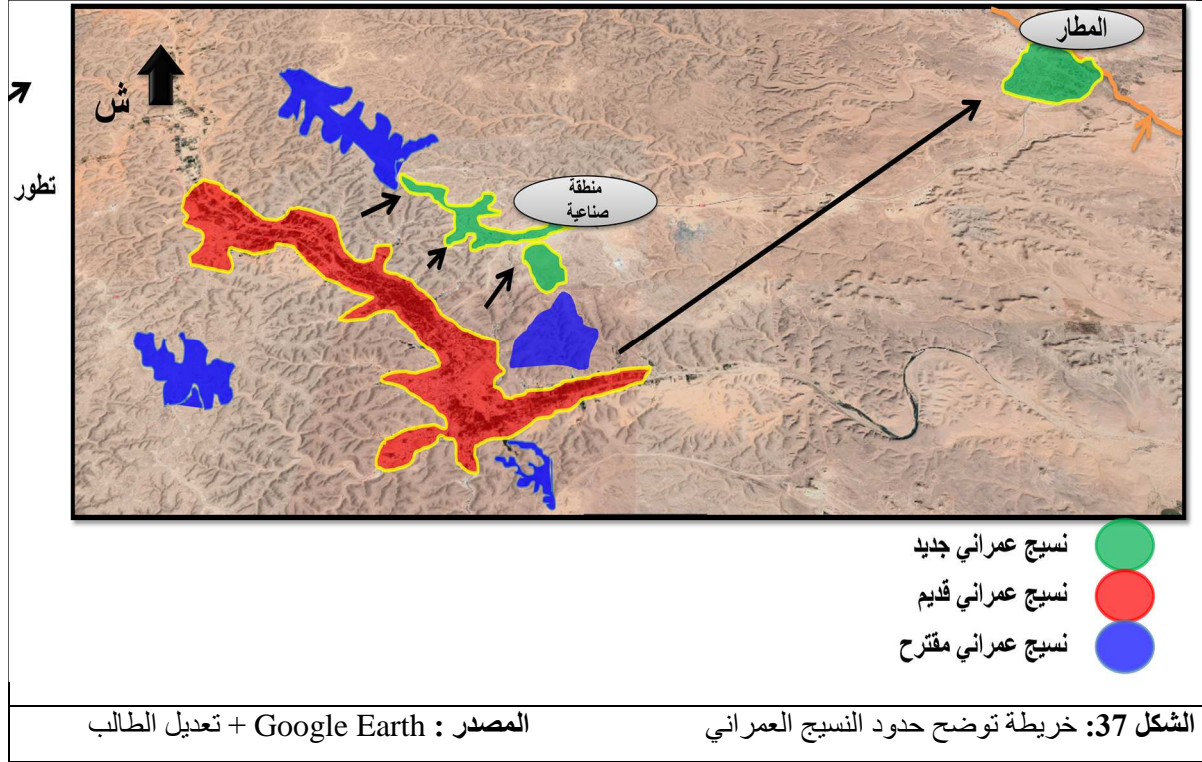 المطار
ش
تطور
منطقة
صناعية
نسيج عمراني جديد
نسيج عمراني قديم
نسيج عمراني مقترح
الشكل 37: خريطة توضح حدود النسيج العمراني
المصدر : Google Earth + تعديل الطالب